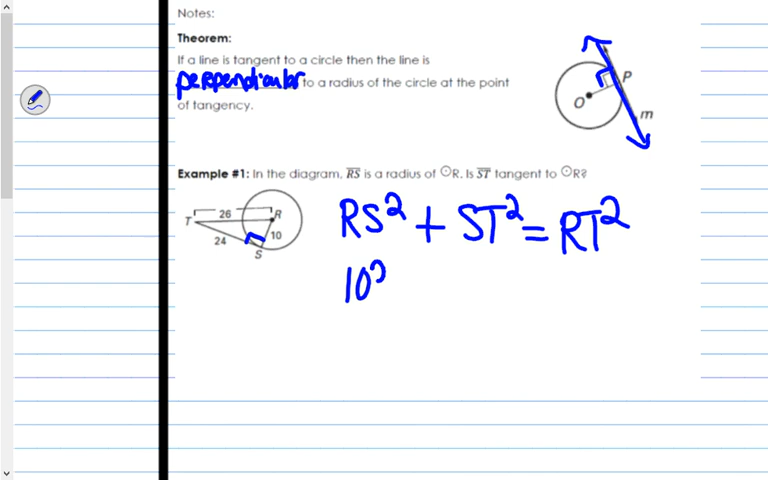 Notes:
Theorem:
If a line is tangent to a circle then the line is
perpendicular to a radius of the circle at the point
of tangency.
P
O
m
Example #1: In the diagram, R̅S̅ is a radius of ⊙R. Is S̅T̅ tangent to ⊙R?
26
T
R
24
10
S
RS² + ST² = RT²
10²